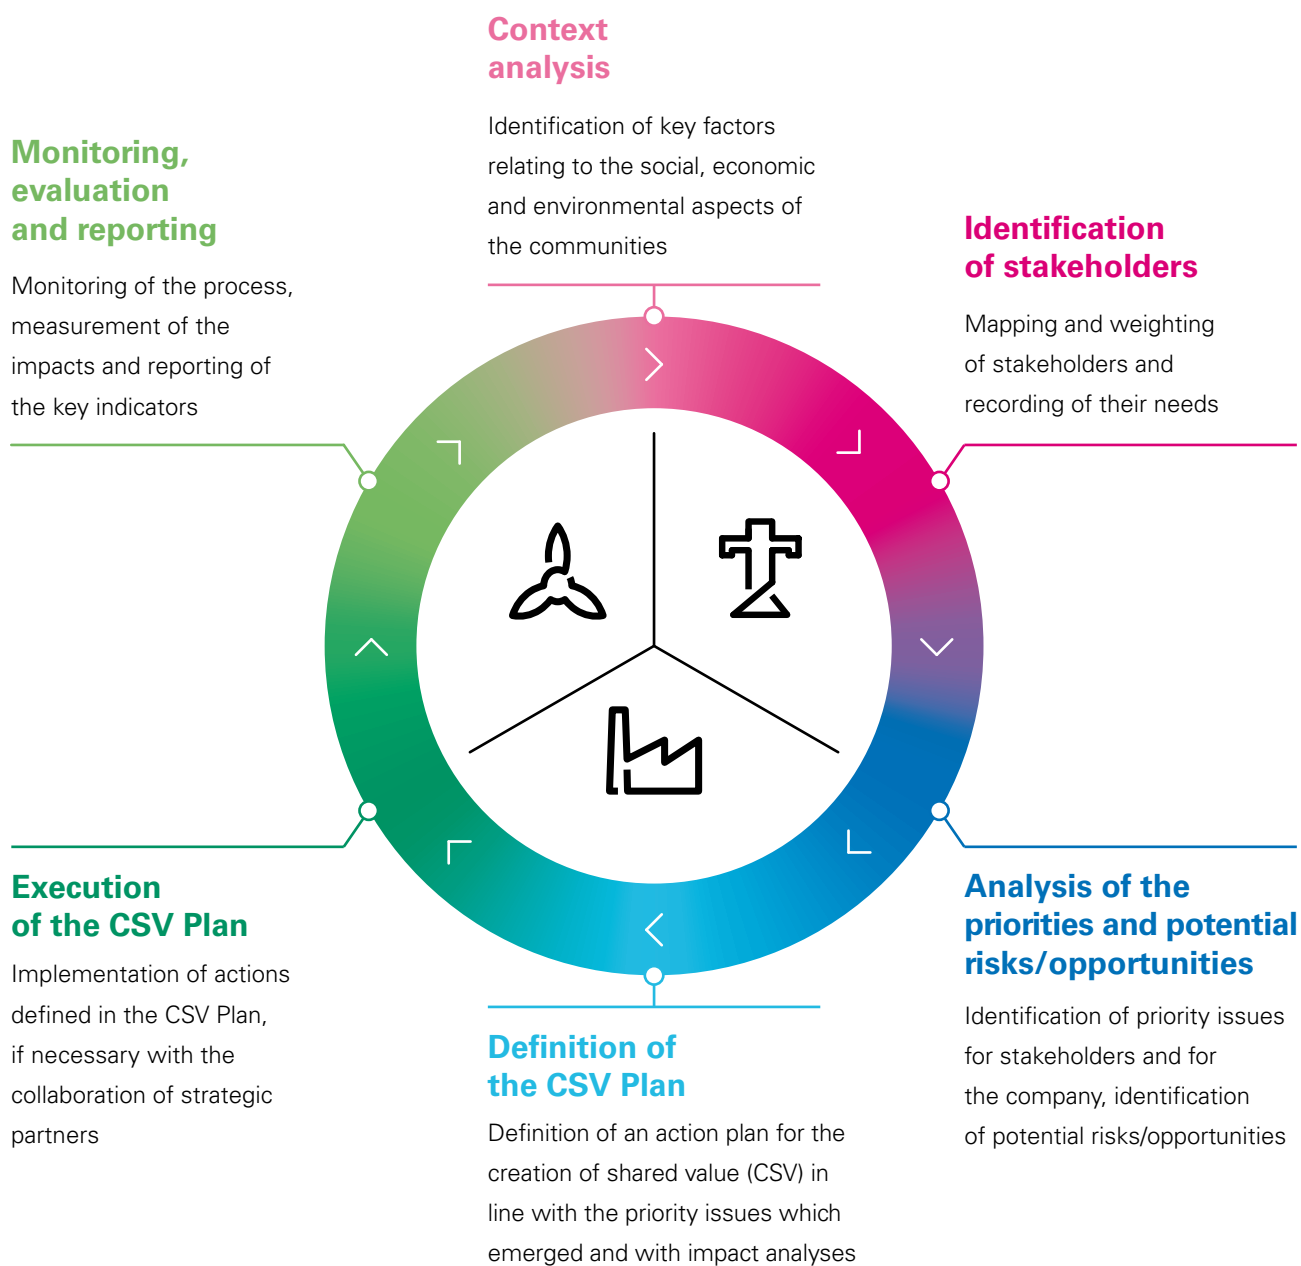 Context
analysis
Identification of key factors
relating to the social, economic
and environmental aspects of
the communities
Identification
of stakeholders
Mapping and weighting
of stakeholders and
recording of their needs
Analysis of the
priorities and potential
risks/opportunities
Identification of priority issues
for stakeholders and for
the company, identification
of potential risks/opportunities
Definition of
the CSV Plan
Definition of an action plan for the
creation of shared value (CSV) in
line with the priority issues which
emerged and with impact analyses
Execution
of the CSV Plan
Implementation of actions
defined in the CSV Plan,
if necessary with the
collaboration of strategic
partners
Monitoring,
evaluation
and reporting
Monitoring of the process,
measurement of the
impacts and reporting of
the key indicators